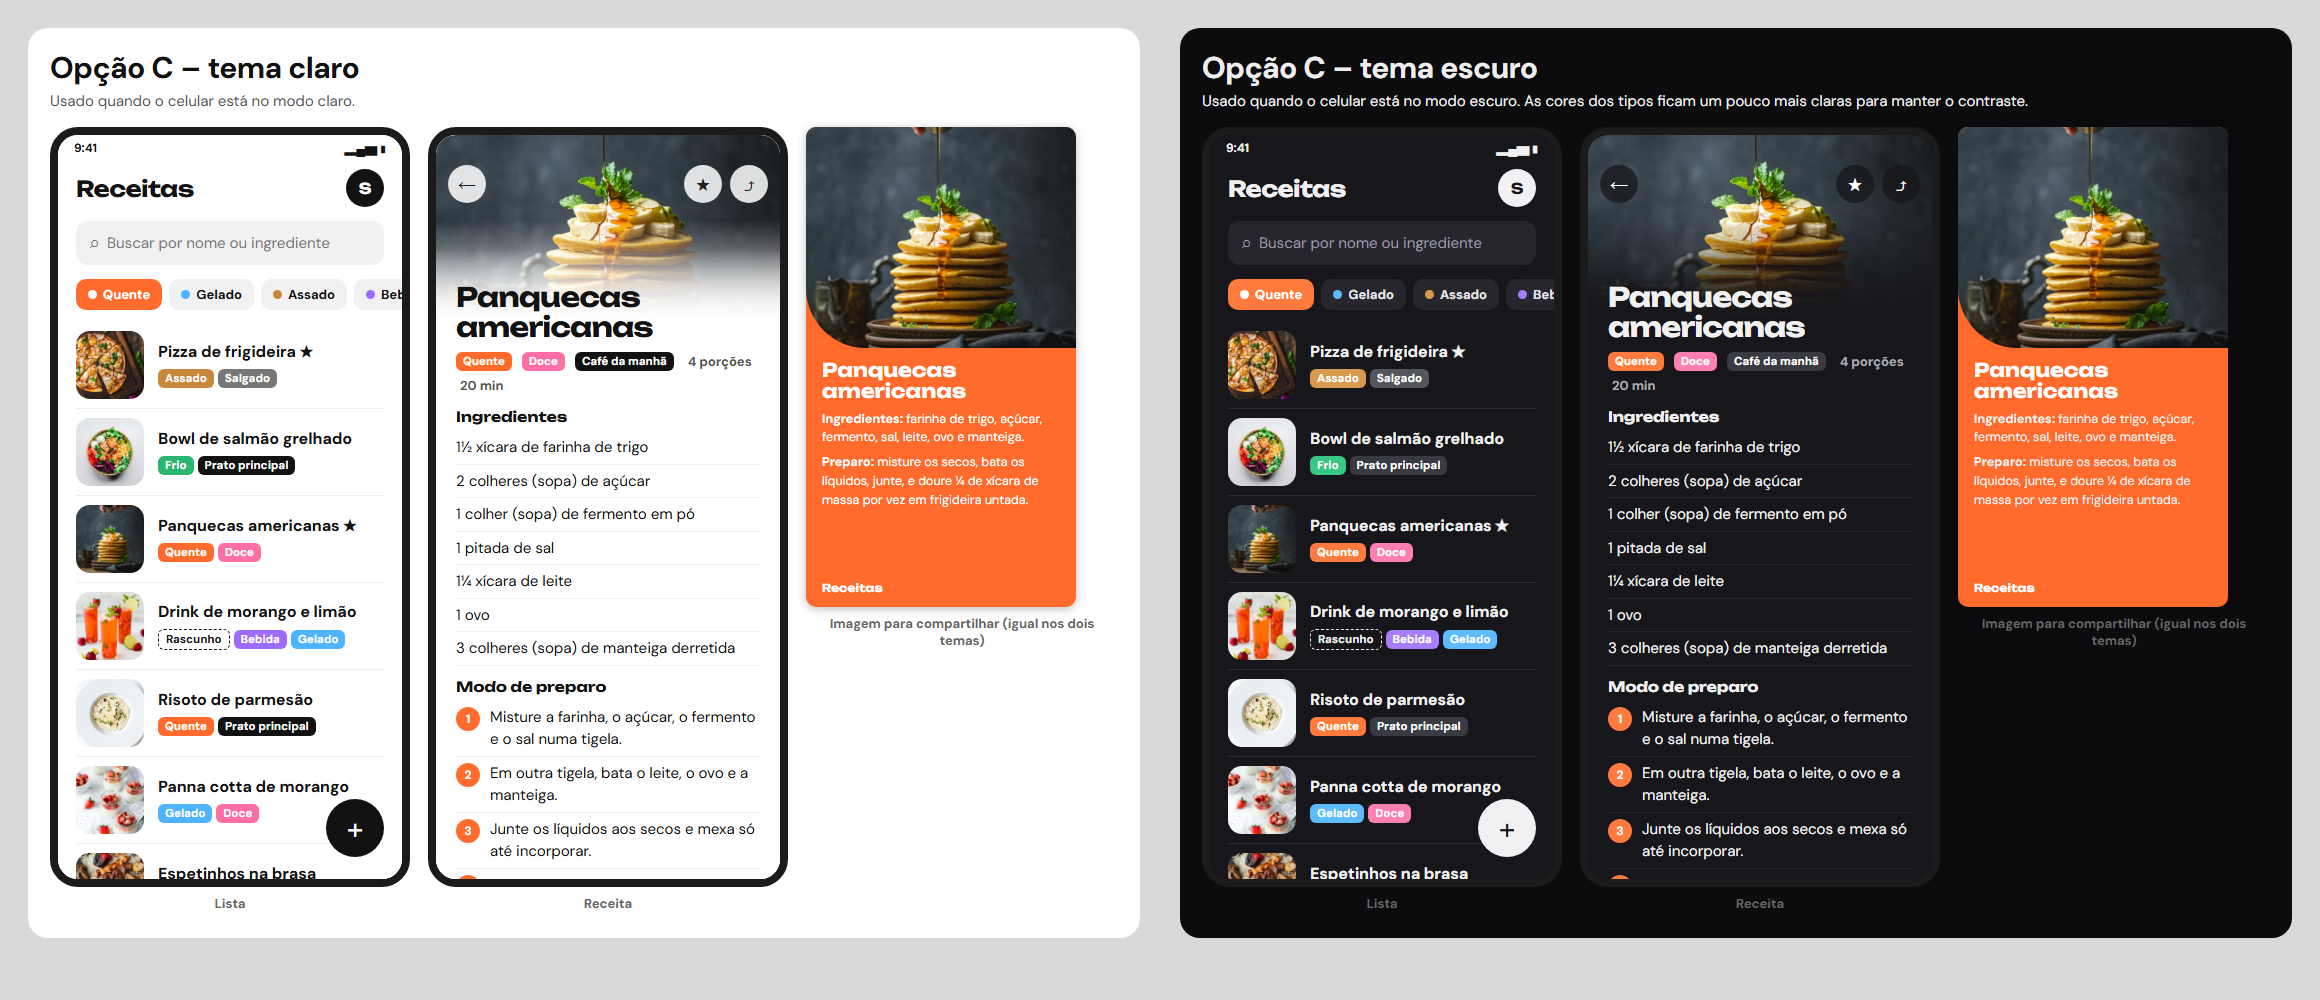 Opção C – tema claro
Usado quando o celular está no modo claro.
9:41
Receitas
S
Buscar por nome ou ingrediente
Quente
Gelado
Assado
Beb
Pizza de frigideira ★
Assado
Salgado
Bowl de salmão grelhado
Frio
Prato principal
Panquecas americanas ★
Quente
Doce
Drink de morango e limão
Rascunho
Bebida
Gelado
Risoto de parmesão
Quente
Prato principal
Panna cotta de morango
Gelado
Doce
+
Espetinhos na brasa
Lista
← ★ ⤴
Panquecas
americanas
Quente
Doce
Café da manhã
4 porções
20 min
Ingredientes
1½ xícara de farinha de trigo
2 colheres (sopa) de açúcar
1 colher (sopa) de fermento em pó
1 pitada de sal
1¼ xícara de leite
1 ovo
3 colheres (sopa) de manteiga derretida
Modo de preparo
1 Misture a farinha, o açúcar, o fermento
e o sal numa tigela.
2 Em outra tigela, bata o leite, o ovo e a
manteiga.
3 Junte os líquidos aos secos e mexa só
até incorporar.
Receita
Panquecas
americanas
Ingredientes: farinha de trigo, açúcar,
fermento, sal, leite, ovo e manteiga.
Preparo: misture os secos, bata os
líquidos, junte, e doure ¼ de xícara de
massa por vez em frigideira untada.
Receitas
Imagem para compartilhar (igual nos dois
temas)
Opção C – tema escuro
Usado quando o celular está no modo escuro. As cores dos tipos ficam um pouco mais claras para manter o contraste.
9:41
Receitas
S
Buscar por nome ou ingrediente
Quente
Gelado
Assado
Beb
Pizza de frigideira ★
Assado
Salgado
Bowl de salmão grelhado
Frio
Prato principal
Panquecas americanas ★
Quente
Doce
Drink de morango e limão
Rascunho
Bebida
Gelado
Risoto de parmesão
Quente
Prato principal
Panna cotta de morango
Gelado
Doce
+
Espetinhos na brasa
Lista
← ★ ⤴
Panquecas
americanas
Quente
Doce
Café da manhã
4 porções
20 min
Ingredientes
1½ xícara de farinha de trigo
2 colheres (sopa) de açúcar
1 colher (sopa) de fermento em pó
1 pitada de sal
1¼ xícara de leite
1 ovo
3 colheres (sopa) de manteiga derretida
Modo de preparo
1 Misture a farinha, o açúcar, o fermento
e o sal numa tigela.
2 Em outra tigela, bata o leite, o ovo e a
manteiga.
3 Junte os líquidos aos secos e mexa só
até incorporar.
Receita
Panquecas
americanas
Ingredientes: farinha de trigo, açúcar,
fermento, sal, leite, ovo e manteiga.
Preparo: misture os secos, bata os
líquidos, junte, e doure ¼ de xícara de
massa por vez em frigideira untada.
Receitas
Imagem para compartilhar (igual nos dois
temas)